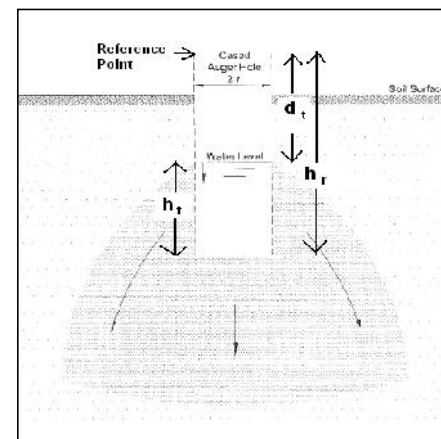 Reference
Point
Cased
Auger Hole
2 r
Soil Surface
d t
Water Level
h t
h r